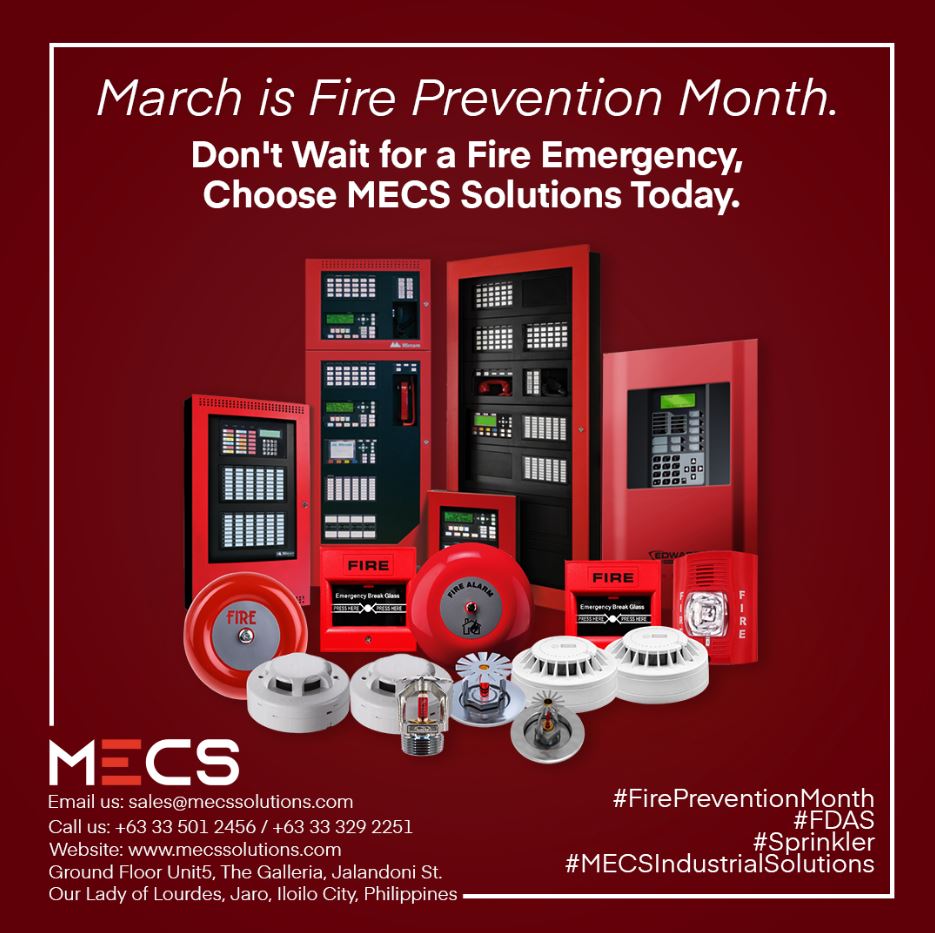 March is Fire Prevention Month.
Don't Wait for a Fire Emergency,
Choose MECS Solutions Today.
Mircom
FIRE
Emergency Break Glass
PRESS HERE
PRESS HERE
FIRE ALARM
FIRE
Emergency Break Glass
PRESS HERE
PRESS HERE
EDWA
FIRE
FIRE
FIRE
MECS
Email us: sales@mecssolutions.com
Call us: +63 33 501 2456 / +63 33 329 2251
Website: www.mecssolutions.com
Ground Floor Unit5, The Galleria, Jalandoni St.
Our Lady of Lourdes, Jaro, Iloilo City, Philippines
#FirePreventionMonth
#FDAS
#Sprinkler
#MECSIndustrialSolutions